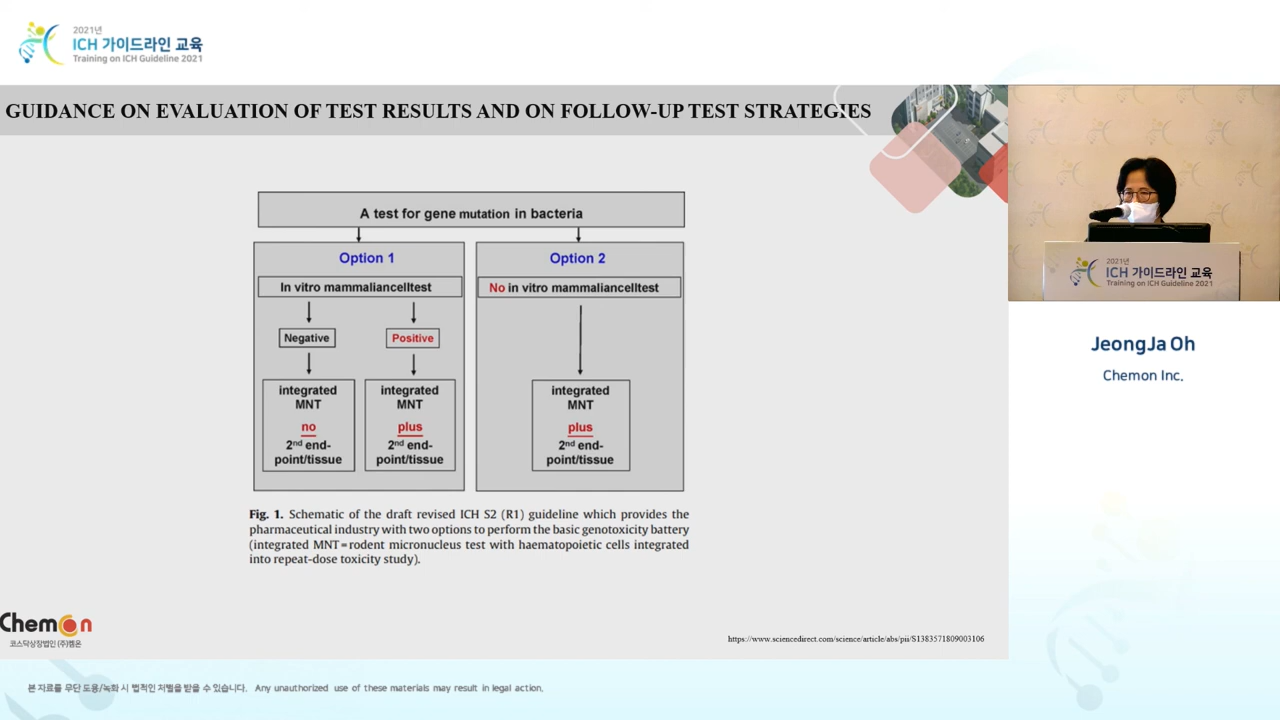 2021년
ICH 가이드라인 교육
Training on ICH Guideline 2021
GUIDANCE ON EVALUATION OF TEST RESULTS AND ON FOLLOW-UP TEST STRATEGIES
A test for gene mutation in bacteria
Option 1
In vitro mammaliancelltest
Negative
Positive
integrated
MNT
no
2nd end-
point/tissue
integrated
MNT
plus
2nd end-
point/tissue
Option 2
No in vitro mammaliancelltest
integrated
MNT
plus
2nd end-
point/tissue
Fig. 1. Schematic of the draft revised ICH S2 (R1) guideline which provides the
pharmaceutical industry with two options to perform the basic genotoxicity battery
(integrated MNT = rodent micronucleus test with haematopoietic cells integrated
into repeat-dose toxicity study).
Chemon
코스닥상장법인 (주)켐온
https://www.sciencedirect.com/science/article/abs/pii/S1383571809003106
2021년
ICH 가이드라인 교육
Training on ICH Guideline 2021
JeongJa Oh
Chemon Inc.
본 자료를 무단 도용/녹화 시 법적인 처벌을 받을 수 있습니다. Any unauthorized use of these materials may result in legal action.